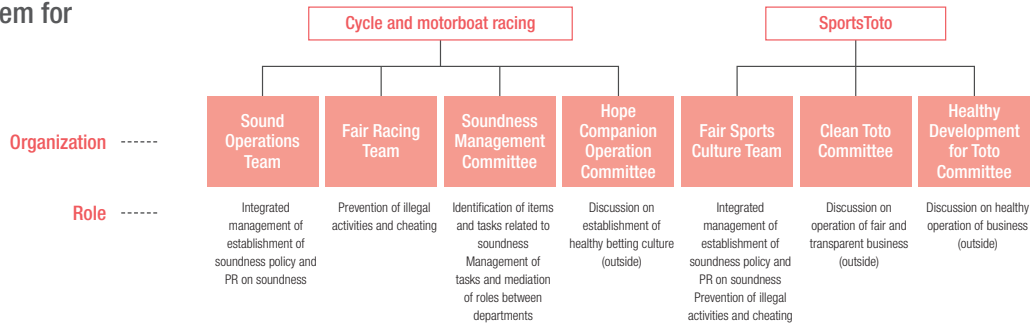 em for
Cycle and motorboat racing
SportsToto
Organization
Sound
Operations
Team
Fair Racing
Team
Soundness
Management
Committee
Hope
Companion
Operation
Committee
Fair Sports
Culture Team
Clean Toto
Committee
Healthy
Development
for Toto
Committee
Role
Integrated
management of
establishment of
soundness policy and
PR on soundness
Prevention of illegal
activities and cheating
Identification of items
and tasks related to
soundness
Management of
tasks and mediation
of roles between
departments
Discussion on
establishment of
healthy betting culture
(outside)
Integrated
management of
establishment of
soundness policy and
PR on soundness
Prevention of illegal
activities and cheating
Discussion on
operation of fair and
transparent business
(outside)
Discussion on healthy
operation of business
(outside)